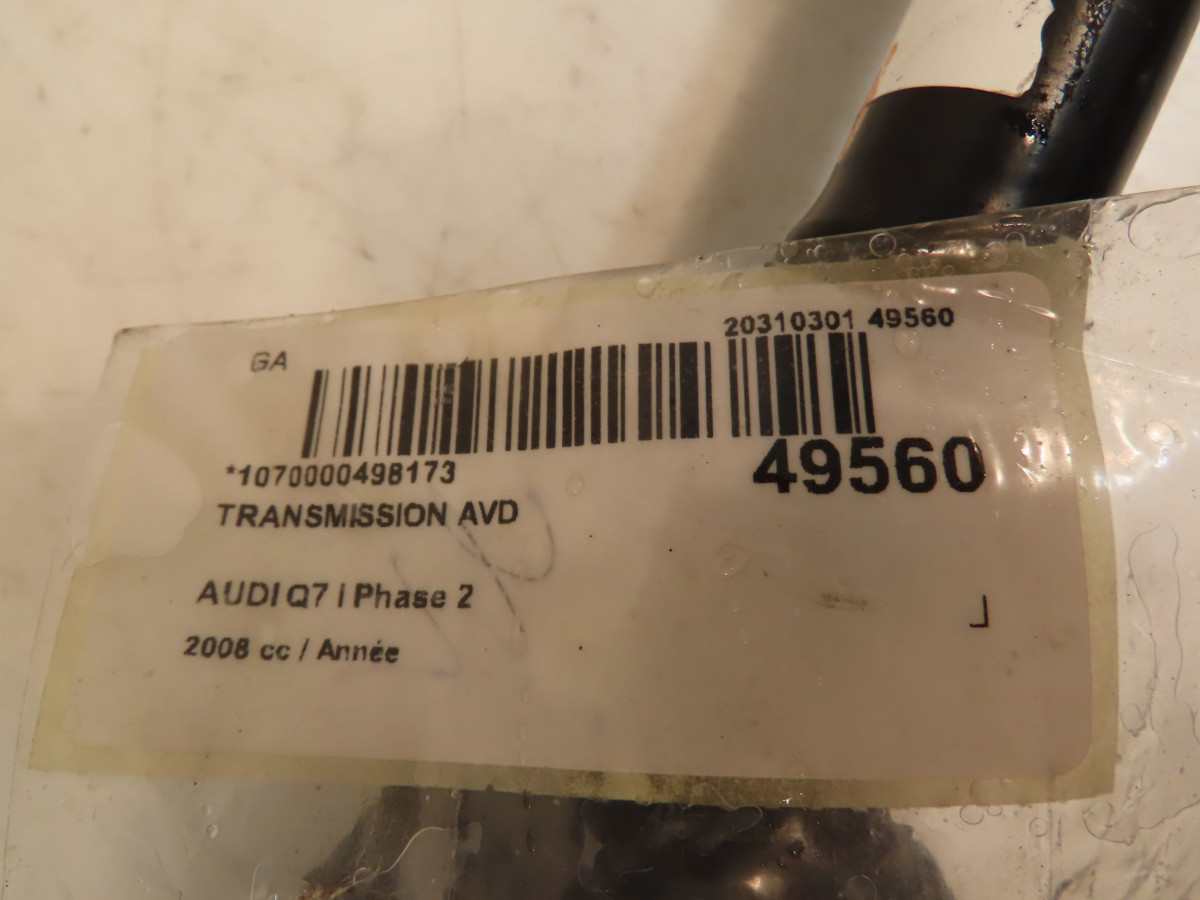 GA
20310301 49560
*1070000498173
49560
TRANSMISSION AVD
AUDI Q7 I Phase 2
2008 cc / Année